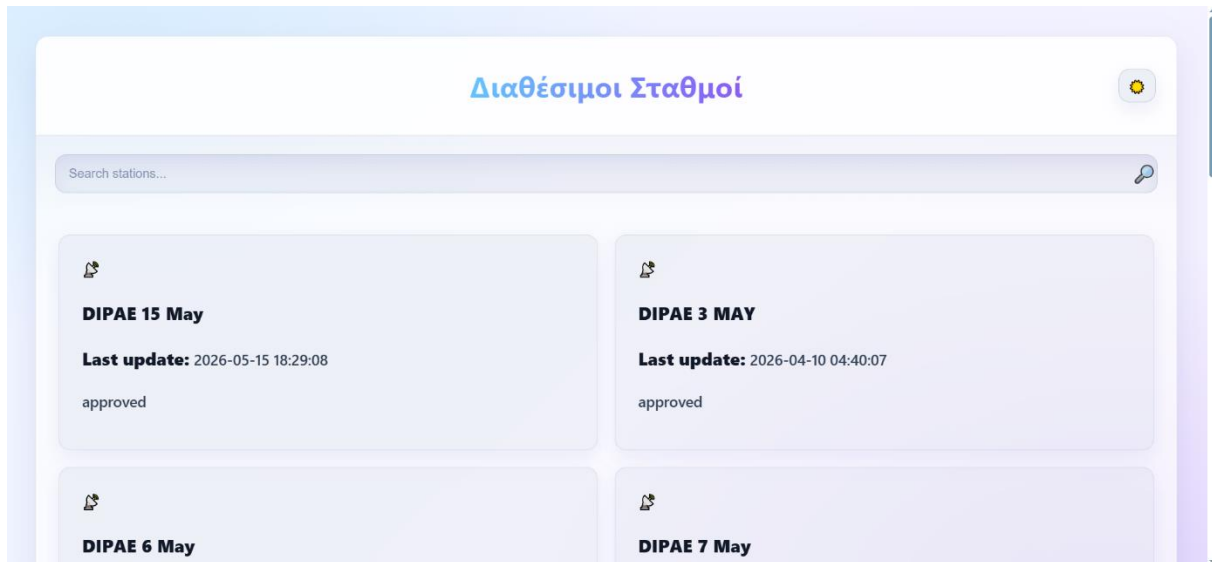 Διαθέσιμοι Σταθμοί
Search stations...
DIPAE 15 May
Last update: 2026-05-15 18:29:08
approved
DIPAE 3 MAY
Last update: 2026-04-10 04:40:07
approved
DIPAE 6 May
DIPAE 7 May